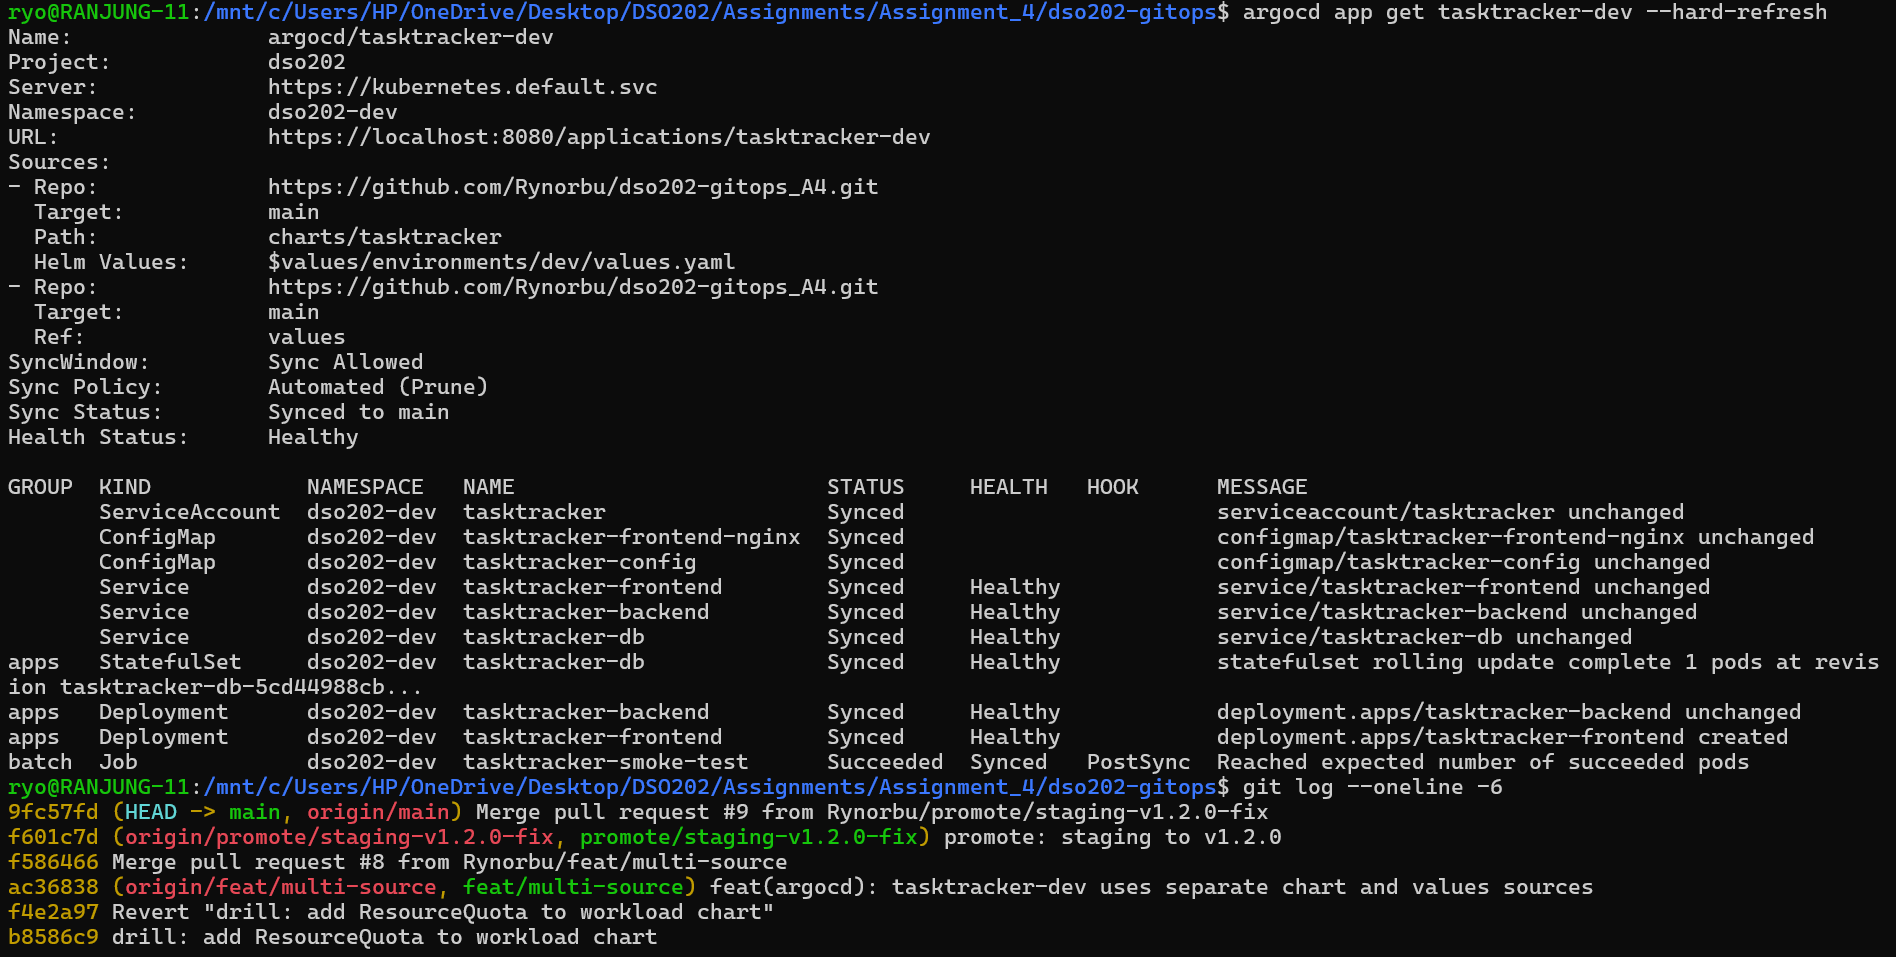 ryo@RANJUNG-11:/mnt/c/Users/HP/OneDrive/Desktop/DSO202/Assignments/Assignment_4/dso202-gitops$ argocd app get tasktracker-dev --hard-refresh
Name:               argocd/tasktracker-dev
Project:            dso202
Server:             https://kubernetes.default.svc
Namespace:          dso202-dev
URL:                https://localhost:8080/applications/tasktracker-dev
Sources:
- Repo:             https://github.com/Rynorbu/dso202-gitops_A4.git
  Target:           main
  Path:             charts/tasktracker
  Helm Values:      $values/environments/dev/values.yaml
- Repo:             https://github.com/Rynorbu/dso202-gitops_A4.git
  Target:           main
  Ref:              values
SyncWindow:         Sync Allowed
Sync Policy:        Automated (Prune)
Sync Status:        Synced to main
Health Status:      Healthy

GROUP  KIND            NAMESPACE   NAME                        STATUS     HEALTH   HOOK      MESSAGE
       ServiceAccount  dso202-dev  tasktracker                 Synced                        serviceaccount/tasktracker unchanged
       ConfigMap       dso202-dev  tasktracker-frontend-nginx  Synced                        configmap/tasktracker-frontend-nginx unchanged
       ConfigMap       dso202-dev  tasktracker-config          Synced                        configmap/tasktracker-config unchanged
       Service         dso202-dev  tasktracker-frontend        Synced     Healthy            service/tasktracker-frontend unchanged
       Service         dso202-dev  tasktracker-backend         Synced     Healthy            service/tasktracker-backend unchanged
       Service         dso202-dev  tasktracker-db              Synced     Healthy            service/tasktracker-db unchanged
apps   StatefulSet     dso202-dev  tasktracker-db              Synced     Healthy            statefulset rolling update complete 1 pods at revis
ion tasktracker-db-5cd44988cb...
apps   Deployment      dso202-dev  tasktracker-backend         Synced     Healthy            deployment.apps/tasktracker-backend unchanged
apps   Deployment      dso202-dev  tasktracker-frontend        Synced     Healthy            deployment.apps/tasktracker-frontend created
batch  Job             dso202-dev  tasktracker-smoke-test      Succeeded  Synced   PostSync  Reached expected number of succeeded pods
ryo@RANJUNG-11:/mnt/c/Users/HP/OneDrive/Desktop/DSO202/Assignments/Assignment_4/dso202-gitops$ git log --oneline -6
9fc57fd (HEAD -> main, origin/main) Merge pull request #9 from Rynorbu/promote/staging-v1.2.0-fix
f601c7d (origin/promote/staging-v1.2.0-fix, promote/staging-v1.2.0-fix) promote: staging to v1.2.0
f586466 Merge pull request #8 from Rynorbu/feat/multi-source
ac36838 (origin/feat/multi-source, feat/multi-source) feat(argocd): tasktracker-dev uses separate chart and values sources
f4e2a97 Revert "drill: add ResourceQuota to workload chart"
b8586c9 drill: add ResourceQuota to workload chart